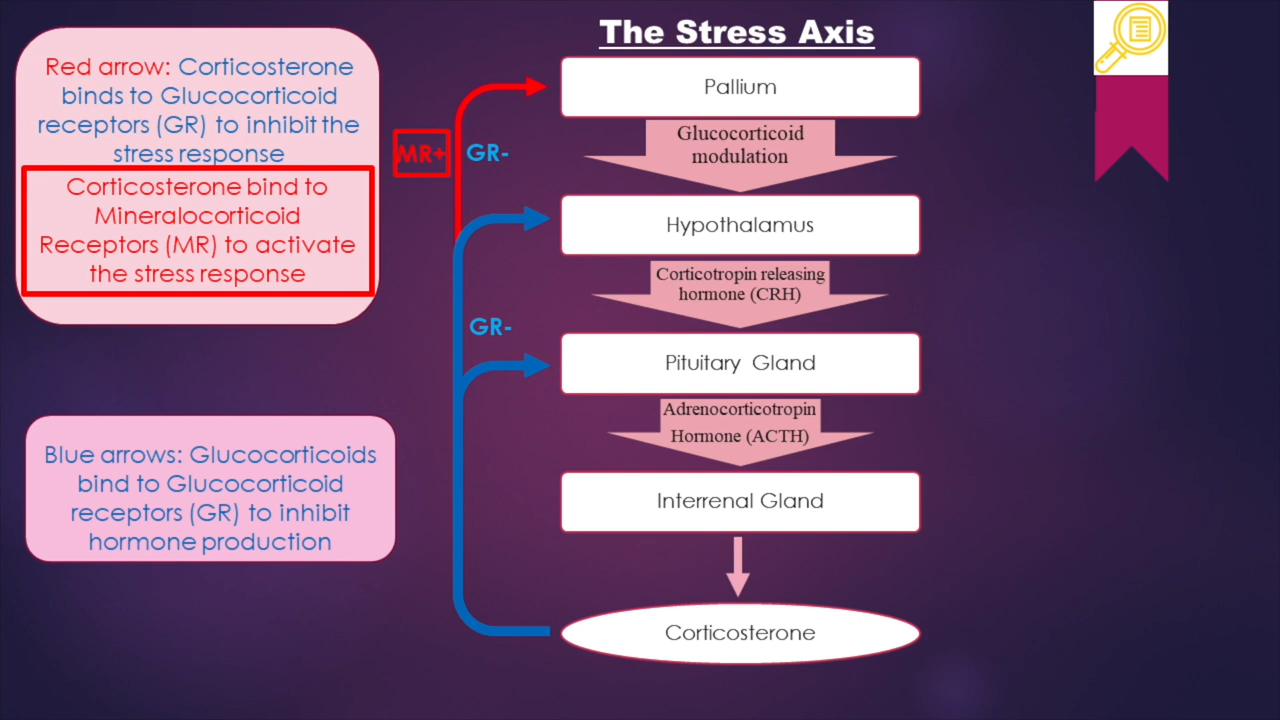 The Stress Axis
Red arrow: Corticosterone
binds to Glucocorticoid
receptors (GR) to inhibit the
stress response
Corticosterone bind to
Mineralocorticoid
Receptors (MR) to activate
the stress response
Blue arrows: Glucocorticoids
bind to Glucocorticoid
receptors (GR) to inhibit
hormone production
MR+
GR-
GR-
Pallium
Glucocorticoid
modulation
Hypothalamus
Corticotropin releasing
hormone (CRH)
Pituitary Gland
Adrenocorticotropin
Hormone (ACTH)
Interrenal Gland
Corticosterone